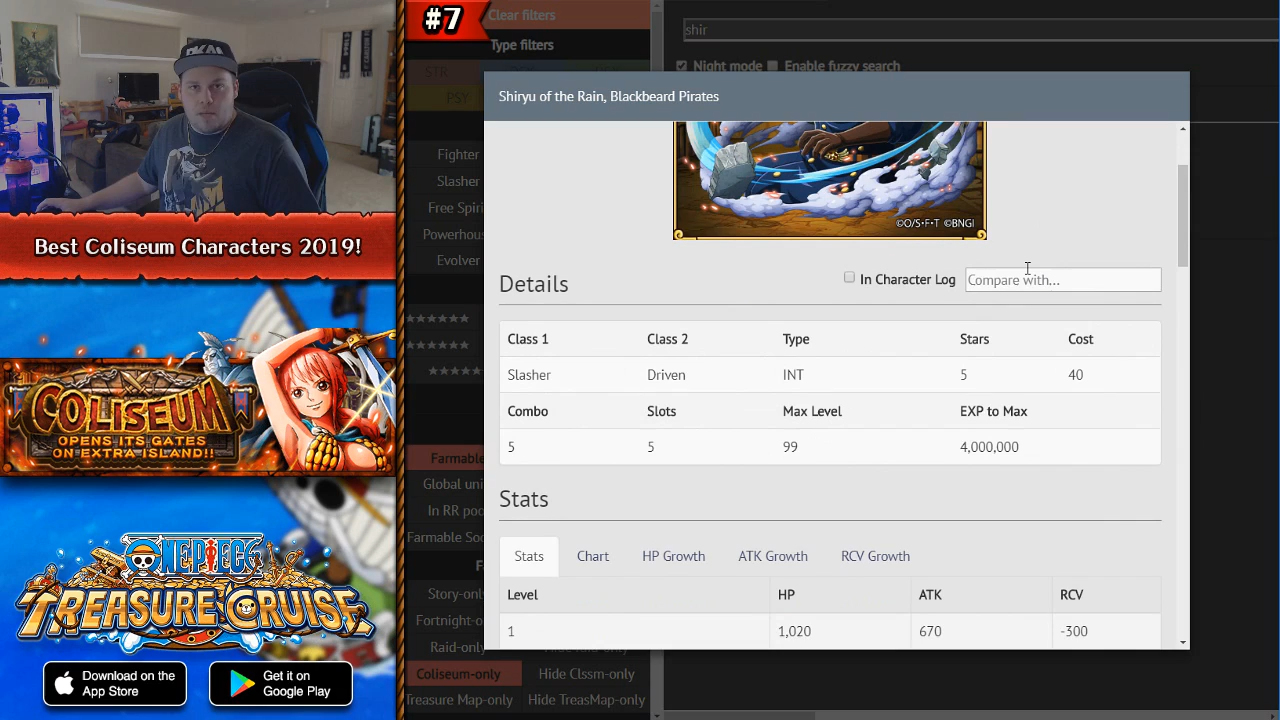 #7
Clear filters
Type filters
STR
PSY
shir
Night mode Enable fuzzy search
Shiryu of the Rain, Blackbeard Pirates
©O/S·F·T ©BNGI
Best Coliseum Characters 2019!
Fighter
Slasher
Free Spiri
Powerhous
Evolver
Details
In Character Log Compare with...
Class 1 Class 2 Type Stars Cost
Slasher Driven INT 5 40
Combo Slots Max Level EXP to Max
5 5 99 4,000,000
COLISEUM
OPENS ITS GATES
ON EXTRA ISLAND!!
Farmable
Global uni
In RR poo
Farmable Soc
F
Story-only
Fortnight-only
Raid-only
Coliseum-only Hide Clssm-only
Treasure Map-only Hide TreasMap-only
Stats
Stats Chart HP Growth ATK Growth RCV Growth
Level HP ATK RCV
1 1,020 670 -300
ONE PIECE
TREASURE CRUISE
Download on the
App Store
Get it on
Google Play